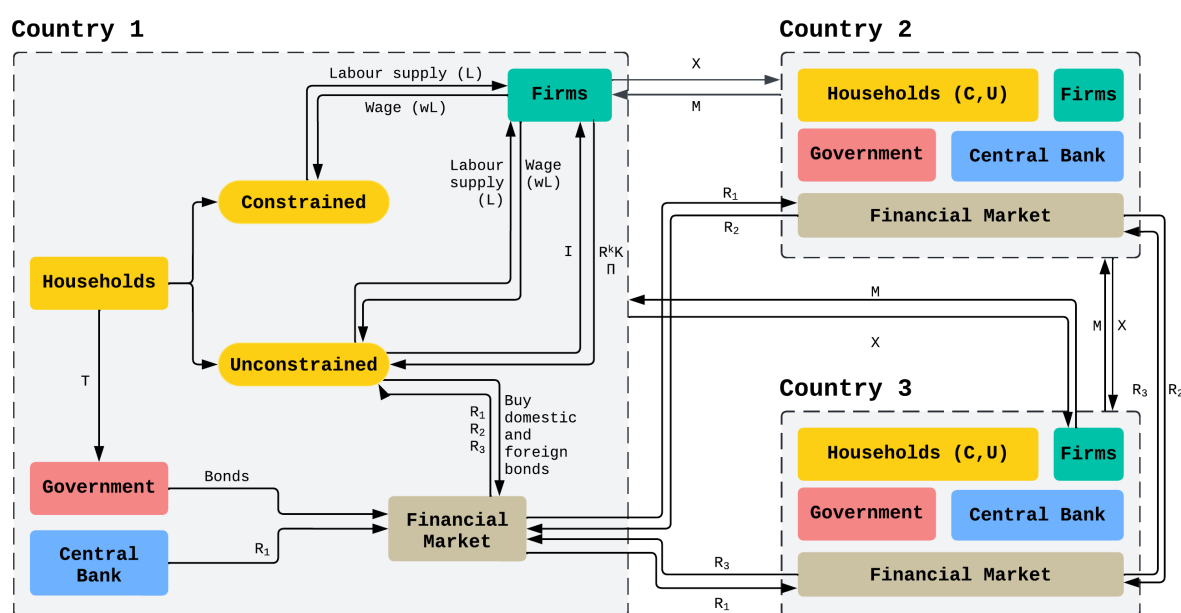 Country 1
Country 2
Labour supply (L)
Wage (wL)
Firms
X
M
Households (C,U)
Firms
Government
Central Bank
Financial Market
Labour
supply
(L)
Wage
(wL)
Constrained
R₁
R₂
I
RᵏK
Π
Households
M
X
M
X
Unconstrained
T
Country 3
R₃
R₂
R₁
R₂
R₃
Buy
domestic
and
foreign
bonds
Households (C,U)
Firms
Government
Bonds
Financial
Market
Government
Central Bank
Central
Bank
R₁
R₃
Financial Market
R₁